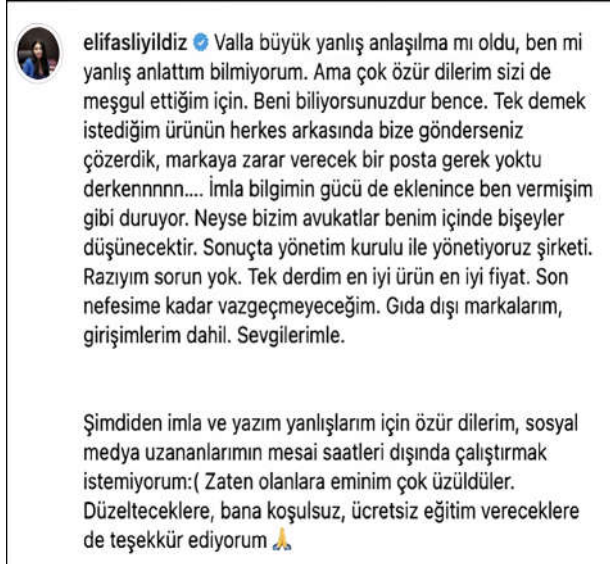 elifasliyildiz Valla büyük yanlış anlaşılma mı oldu, ben mi
yanlış anlattım bilmiyorum. Ama çok özür dilerim sizi de
meşgul ettiğim için. Beni biliyorsunuzdur bence. Tek demek
istediğim ürünün herkes arkasında bize gönderseniz
çözerdik, markaya zarar verecek bir posta gerek yoktu
derkennnnn.... İmla bilgimin gücü de eklenince ben vermişim
gibi duruyor. Neyse bizim avukatlar benim içinde bişeyler
düşünecektir. Sonuçta yönetim kurulu ile yönetiyoruz şirketi.
Razıyım sorun yok. Tek derdim en iyi ürün en iyi fiyat. Son
nefesime kadar vazgeçmeyeceğim. Gıda dışı markalarım,
girişimlerim dahil. Sevgilerimle.
Şimdiden imla ve yazım yanlışlarım için özür dilerim, sosyal
medya uzananlarımın mesai saatleri dışında çalıştırmak
istemiyorum:( Zaten olanlara eminim çok üzüldüler.
Düzelteceklere, bana koşulsuz, ücretsiz eğitim vereceklere
de teşekkür ediyorum 🙏